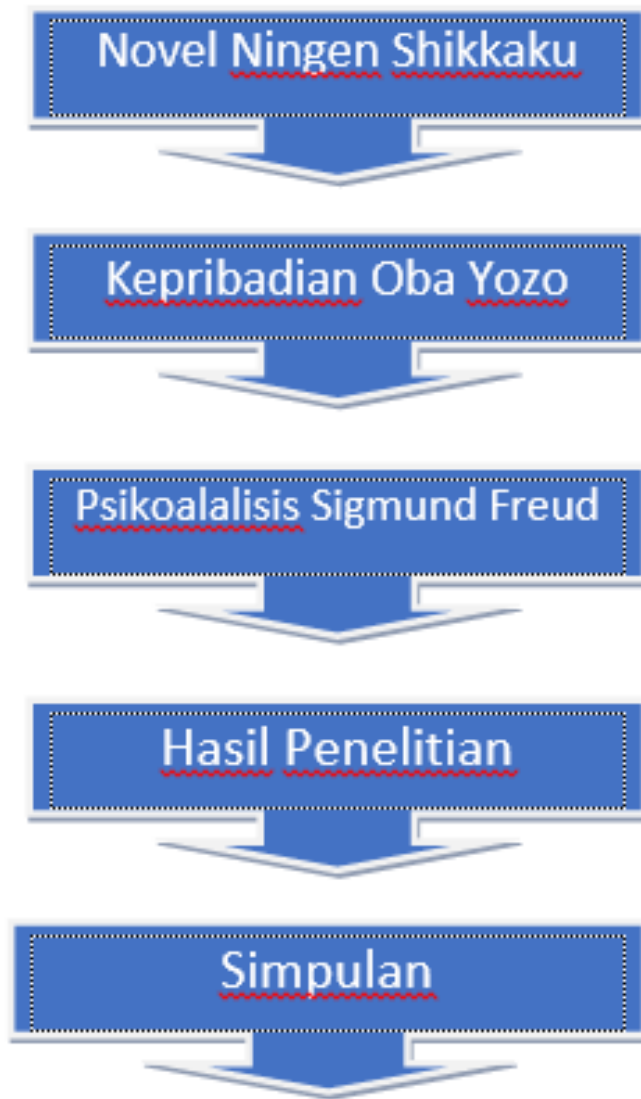 Novel Ningen Shikkaku
Kepribadian Oba Yozo
Psikoalalisis Sigmund Freud
Hasil Penelitian
Simpulan